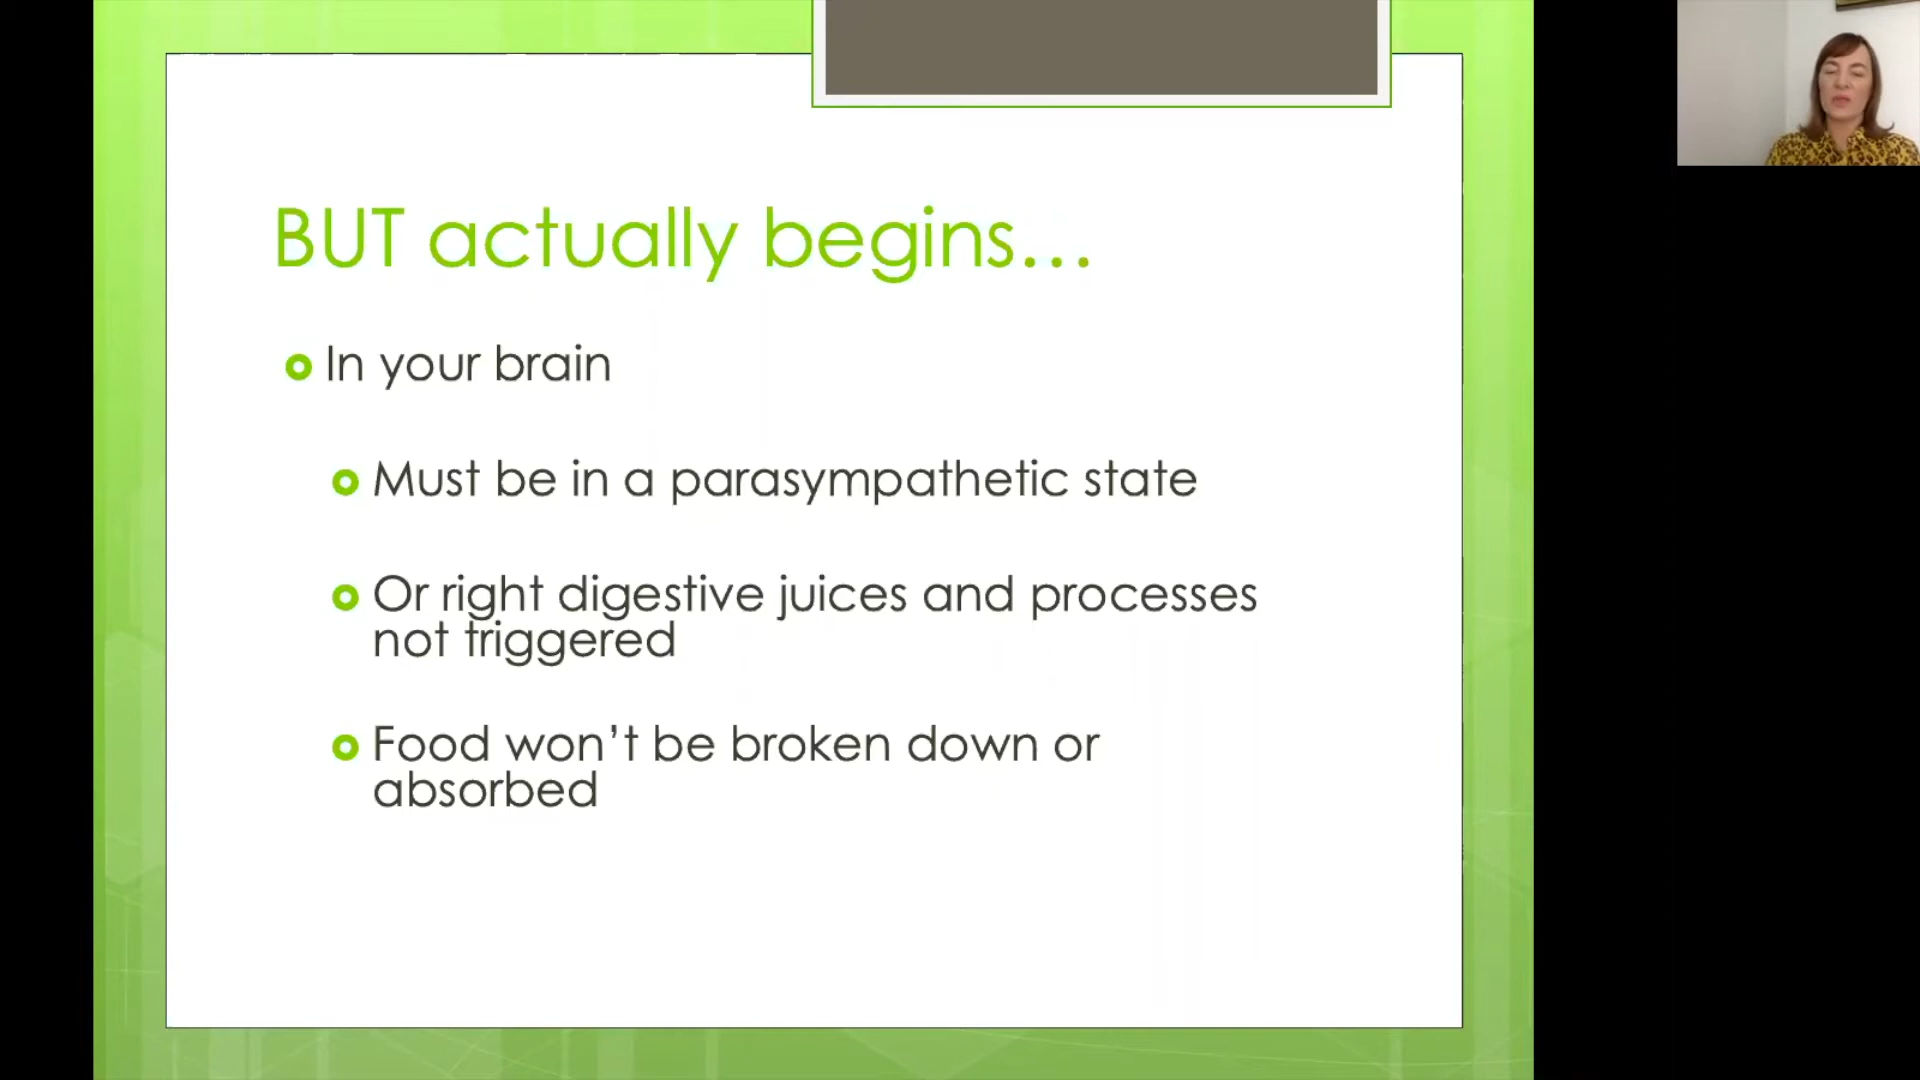 BUT actually begins…
In your brain
Must be in a parasympathetic state
Or right digestive juices and processes
not triggered
Food won’t be broken down or
absorbed